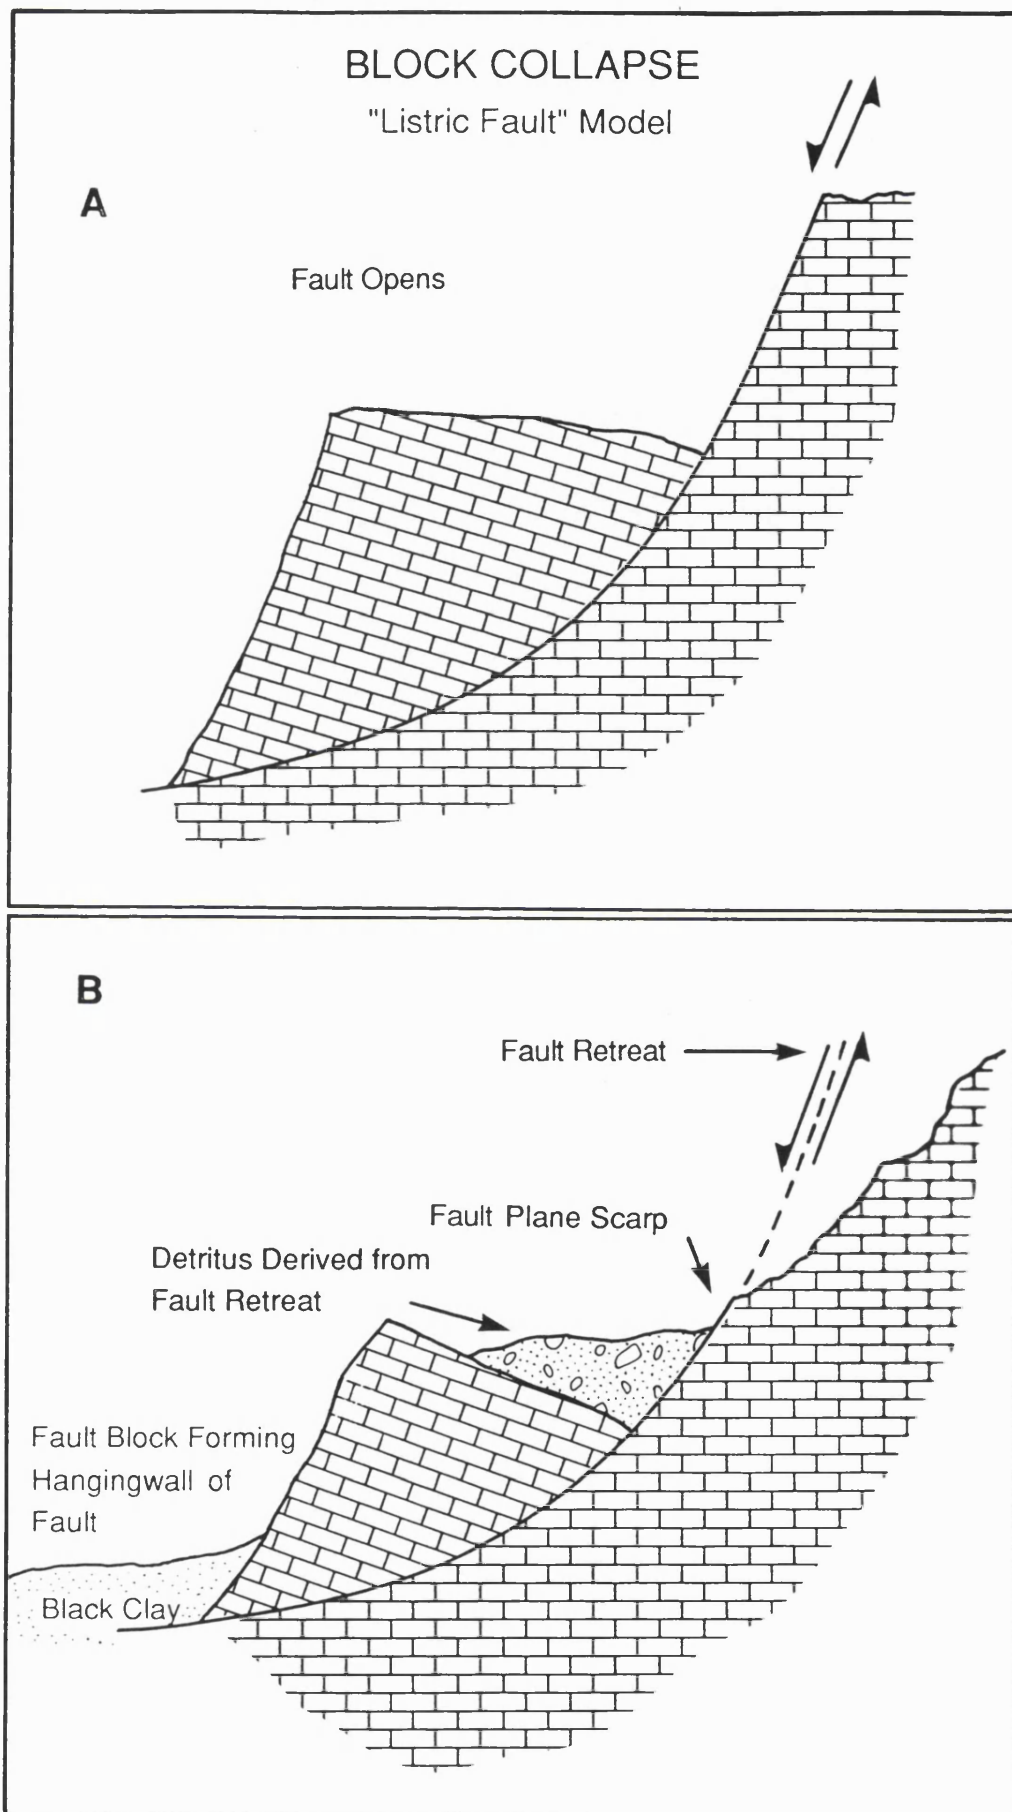 BLOCK COLLAPSE
"Listric Fault" Model
A
Fault Opens
B
Fault Retreat
Fault Plane Scarp
Detritus Derived from
Fault Retreat
Fault Block Forming
Hangingwall of
Fault
Black Clay